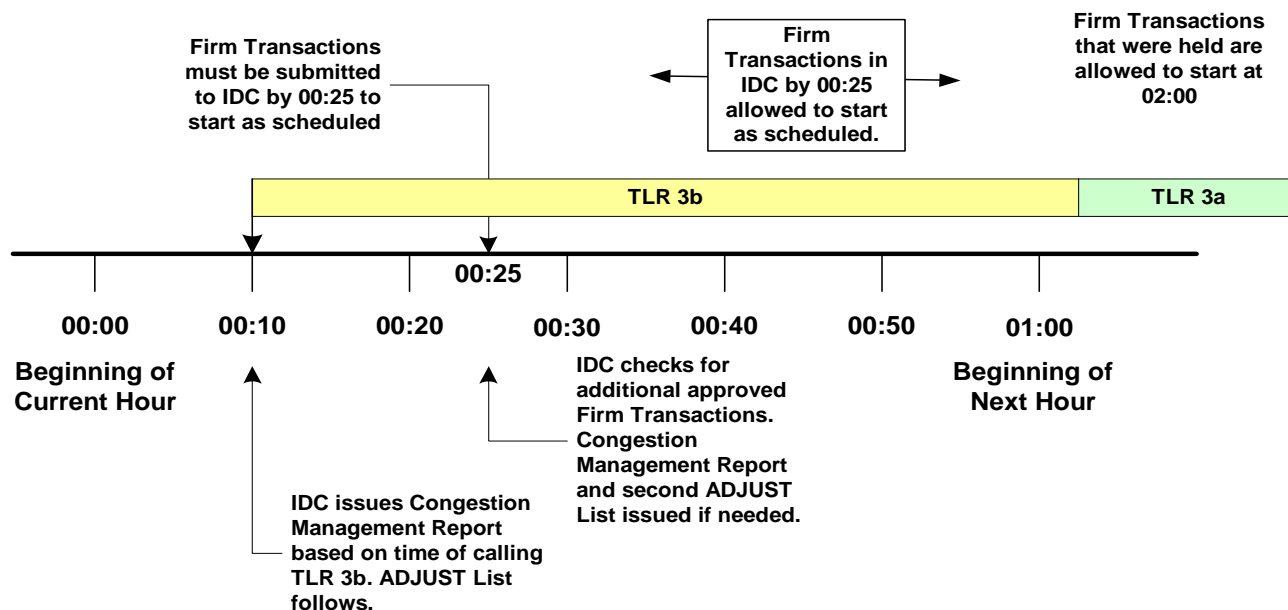 Firm Transactions
must be submitted
to IDC by 00:25 to
start as scheduled
Firm
Transactions in
IDC by 00:25
allowed to start
as scheduled.
Firm Transactions
that were held are
allowed to start at
02:00
TLR 3b
TLR 3a
00:25
00:00
00:10
00:20
00:30
00:40
00:50
01:00
Beginning of
Current Hour
Beginning of
Next Hour
IDC checks for
additional approved
Firm Transactions.
Congestion
Management Report
and second ADJUST
List issued if needed.
IDC issues Congestion
Management Report
based on time of calling
TLR 3b. ADJUST List
follows.